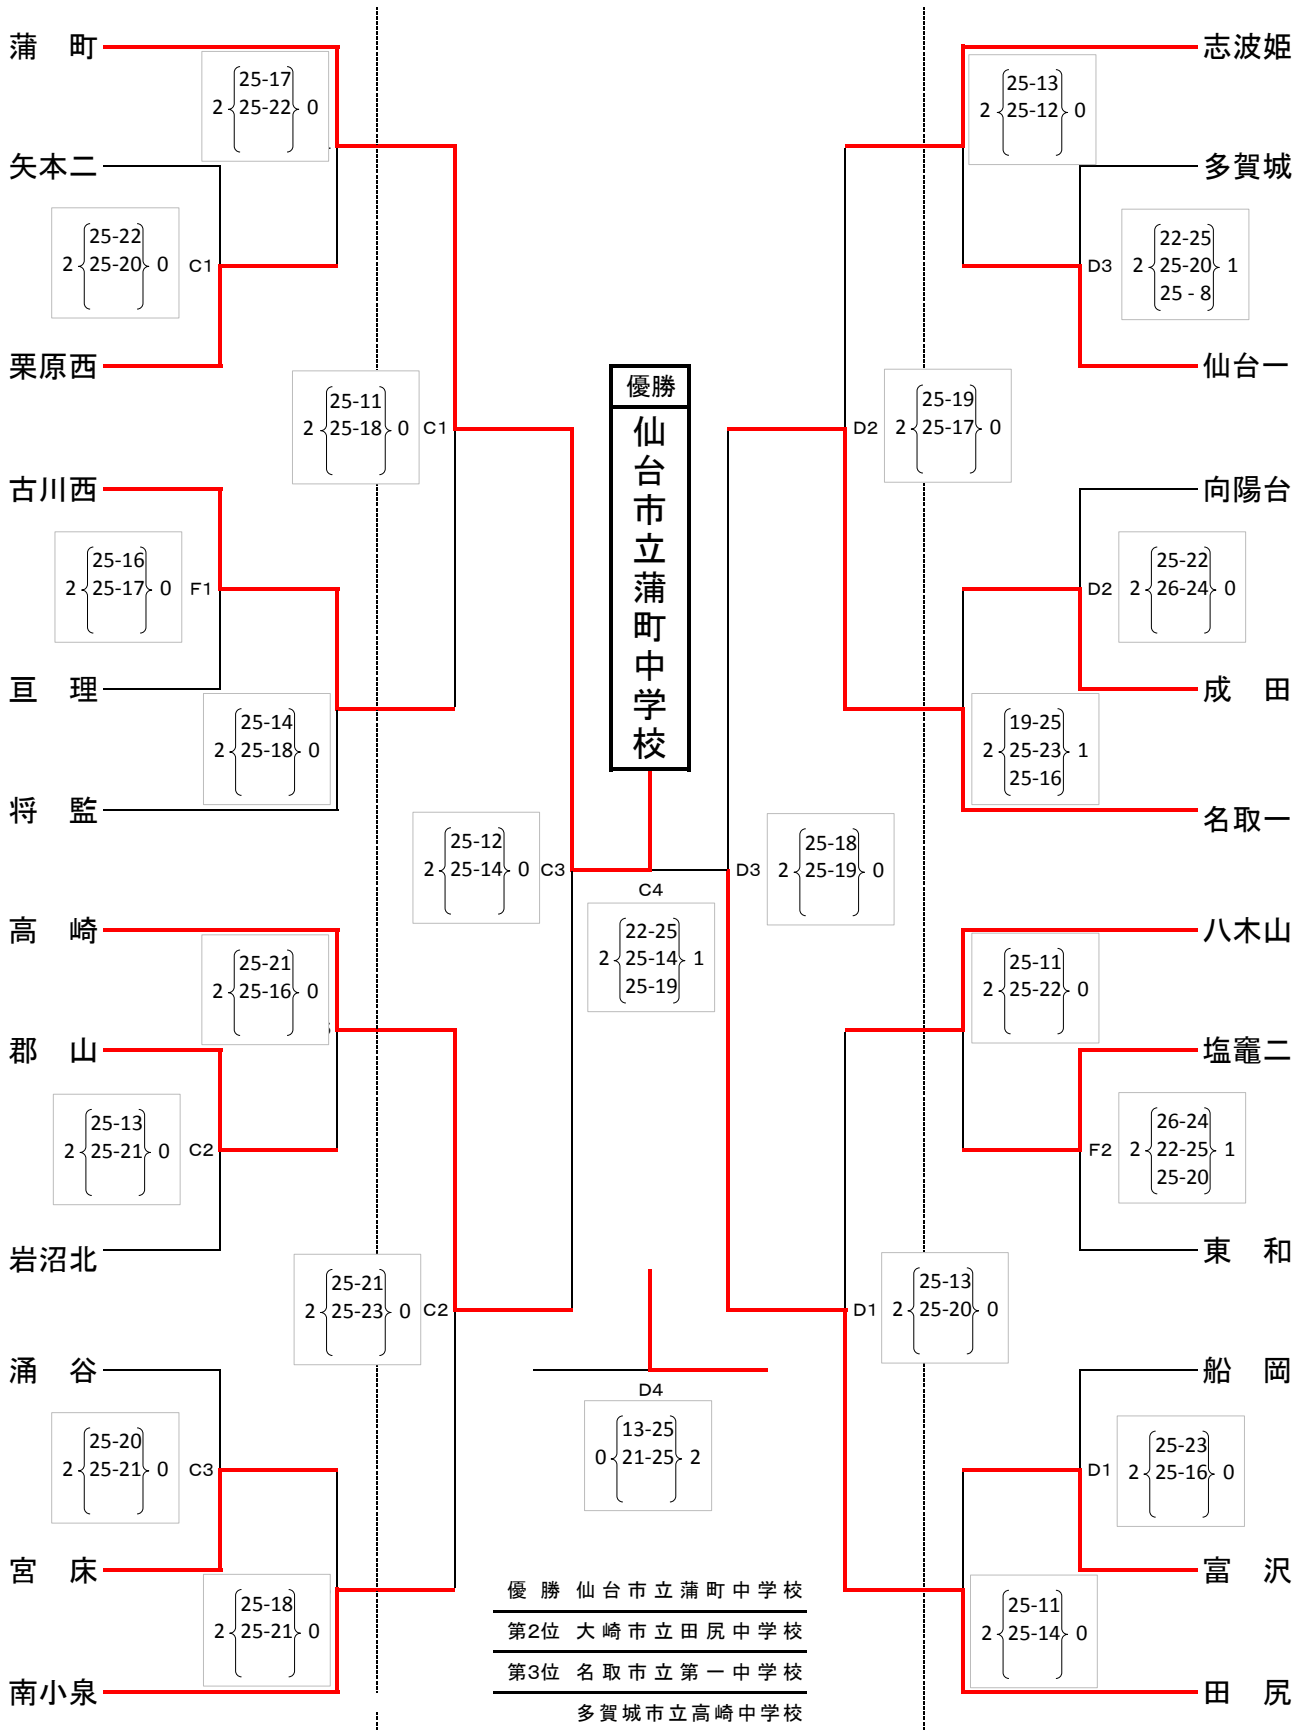 蒲　町
2 25-17 0
25-22
矢本二
2 25-22 0 C1
25-20
栗原西
2 25-11 0 C1
25-18
古川西
2 25-16 0 F1
25-17
亘　理
2 25-14 0
25-18
将　監
2 25-12 0 C3
25-14
高　崎
2 25-21 0
25-16
郡　山
2 25-13 0 C2
25-21
岩沼北
2 25-21 0 C2
25-23
涌　谷
2 25-20 0 C3
25-21
宮　床
2 25-18 0
25-21
南小泉
優勝
仙台市立蒲町中学校
C4
22-25
2 25-14 1
25-19
D4
13-25
0 21-25 2
優　勝　仙台市立蒲町中学校
第2位　大崎市立田尻中学校
第3位　名取市立第一中学校
多賀城市立高崎中学校
志波姫
25-13
2 25-12 0
多賀城
22-25
D3 2 25-20 1
25 - 8
仙台一
25-19
D2 2 25-17 0
向陽台
25-22
D2 2 26-24 0
成　田
19-25
2 25-23 1
25-16
名取一
25-18
D3 2 25-19 0
八木山
25-11
2 25-22 0
塩竈二
26-24
F2 2 22-25 1
25-20
東　和
25-13
D1 2 25-20 0
船　岡
25-23
D1 2 25-16 0
富　沢
25-11
2 25-14 0
田　尻